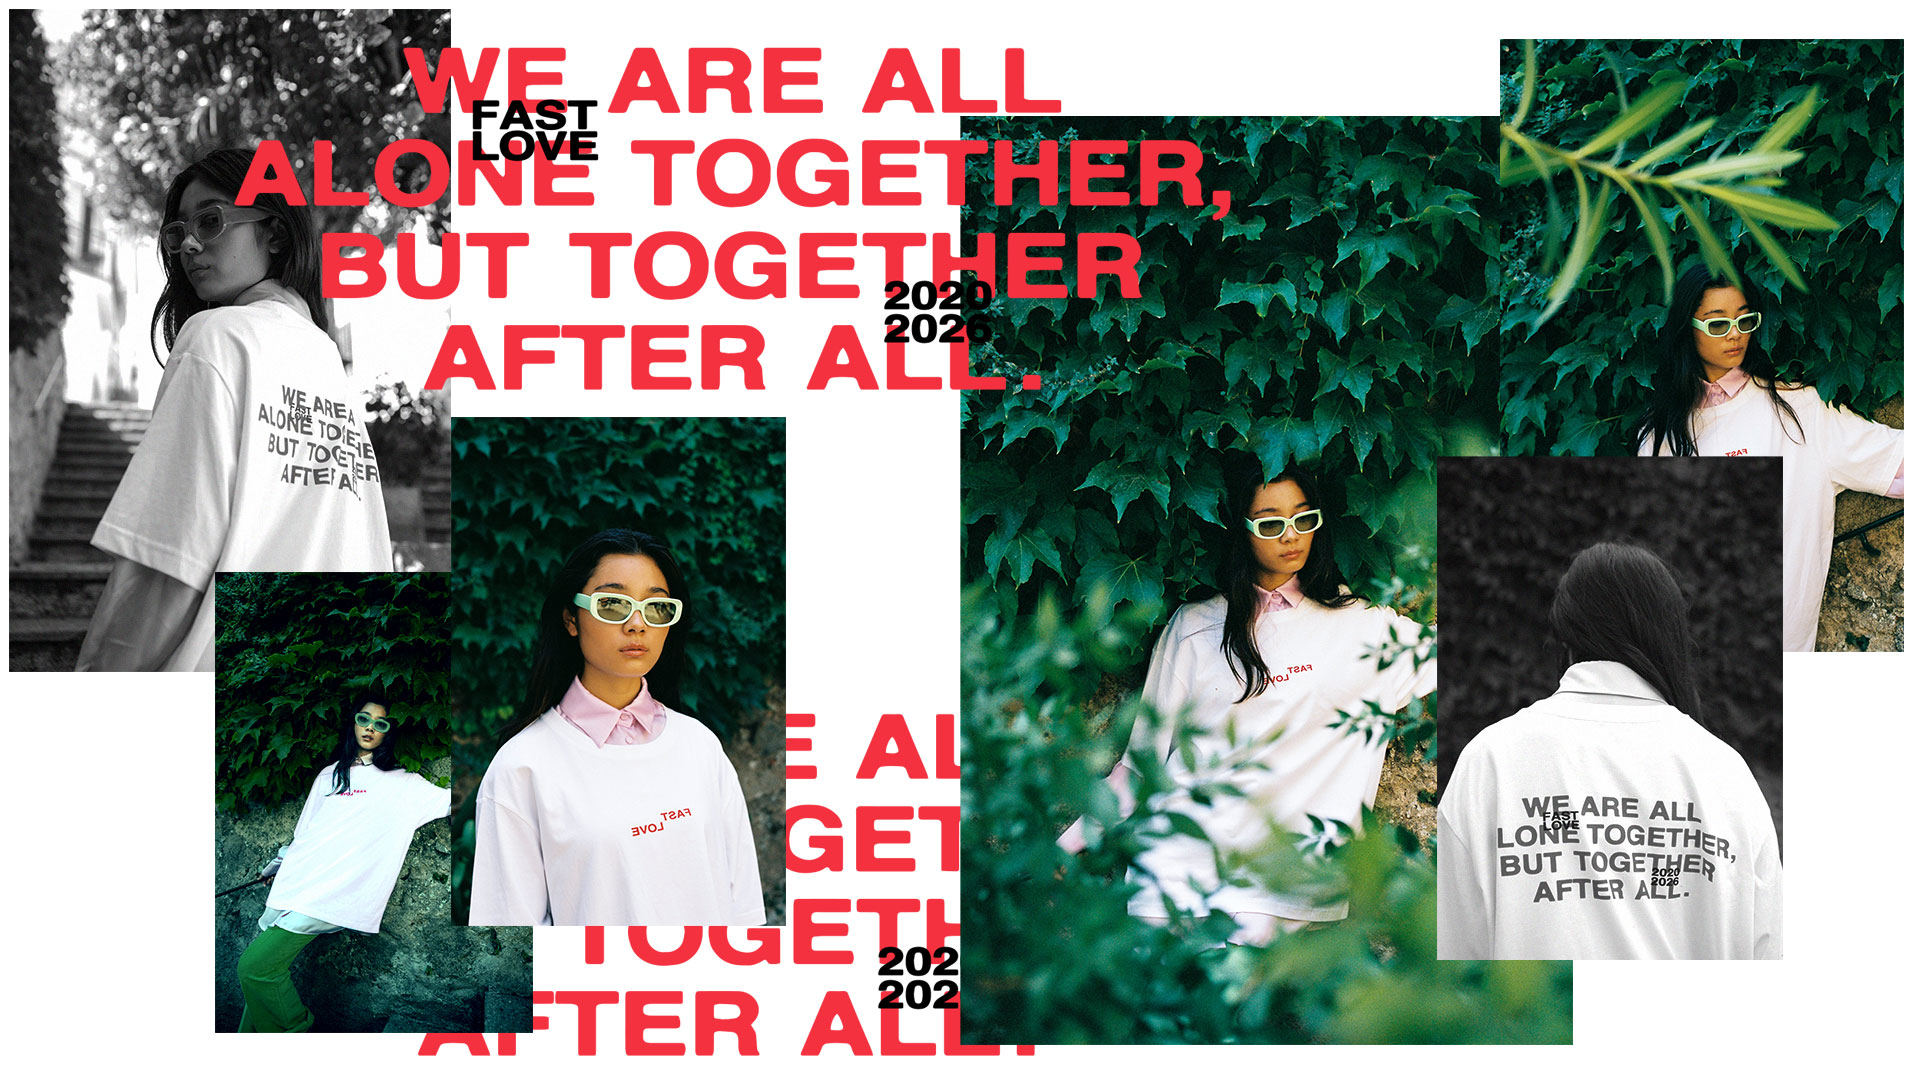 WE ARE ALL
FAST
LOVE
ALONE TOGETHER,
BUT TOGETHER
2020
2026
AFTER ALL.
WE ARE A
FAST
LOVE
ALONE TOGETHE
BUT TOGETHER
AFTER AL
FAST
FAST
LOVE
FAST
LOVE
E AL
GET
TOGETH
202
202
AFTER ALL.
WE ARE ALL
FAST
LOVE
LONE TOGETHER,
BUT TOGETHER
2020
2026
AFTER ALL.